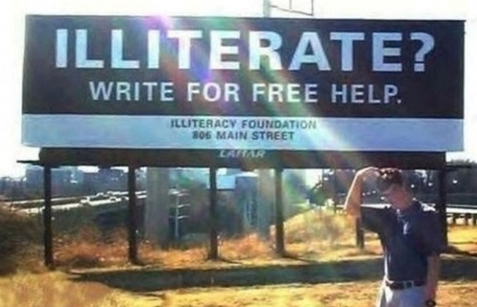 ILLITERATE?
WRITE FOR FREE HELP.
ILLITERACY FOUNDATION
806 MAIN STREET
LAMAR